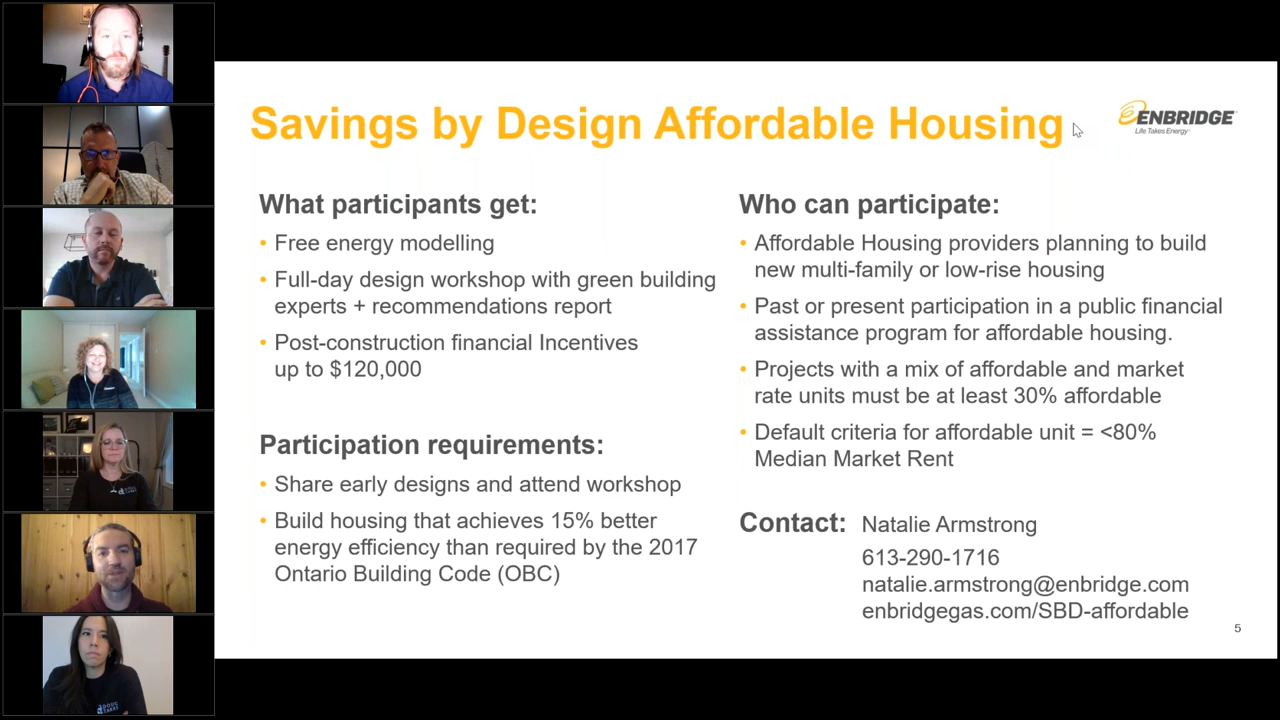 Savings by Design Affordable Housing
ENBRIDGE
Life Takes Energy
What participants get:
• Free energy modelling
• Full-day design workshop with green building
experts + recommendations report
• Post-construction financial Incentives
up to $120,000
Participation requirements:
• Share early designs and attend workshop
• Build housing that achieves 15% better
energy efficiency than required by the 2017
Ontario Building Code (OBC)
Who can participate:
• Affordable Housing providers planning to build
new multi-family or low-rise housing
• Past or present participation in a public financial
assistance program for affordable housing.
• Projects with a mix of affordable and market
rate units must be at least 30% affordable
• Default criteria for affordable unit = <80%
Median Market Rent
Contact: Natalie Armstrong
613-290-1716
natalie.armstrong@enbridge.com
enbridgegas.com/SBD-affordable
5